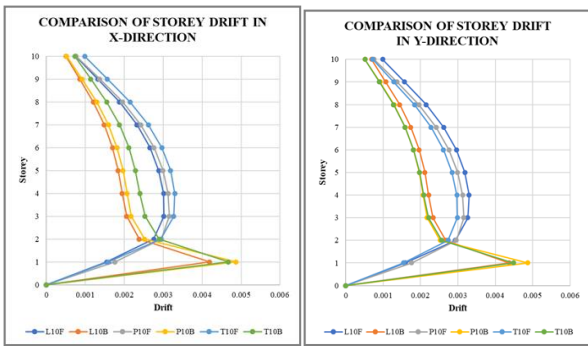 COMPARISON OF STOREY DRIFT IN
X-DIRECTION
10
9
8
7
6
5
4
3
2
1
0
Storey
0 0.001 0.002 0.003 0.004 0.005 0.006
Drift
L10F L10B P10F P10B T10F T10B
COMPARISON OF STOREY DRIFT
IN Y-DIRECTION
10
9
8
7
6
5
4
3
2
1
0
Storey
0 0.001 0.002 0.003 0.004 0.005 0.006
Drift
L10F L10B P10F P10B T10F T10B